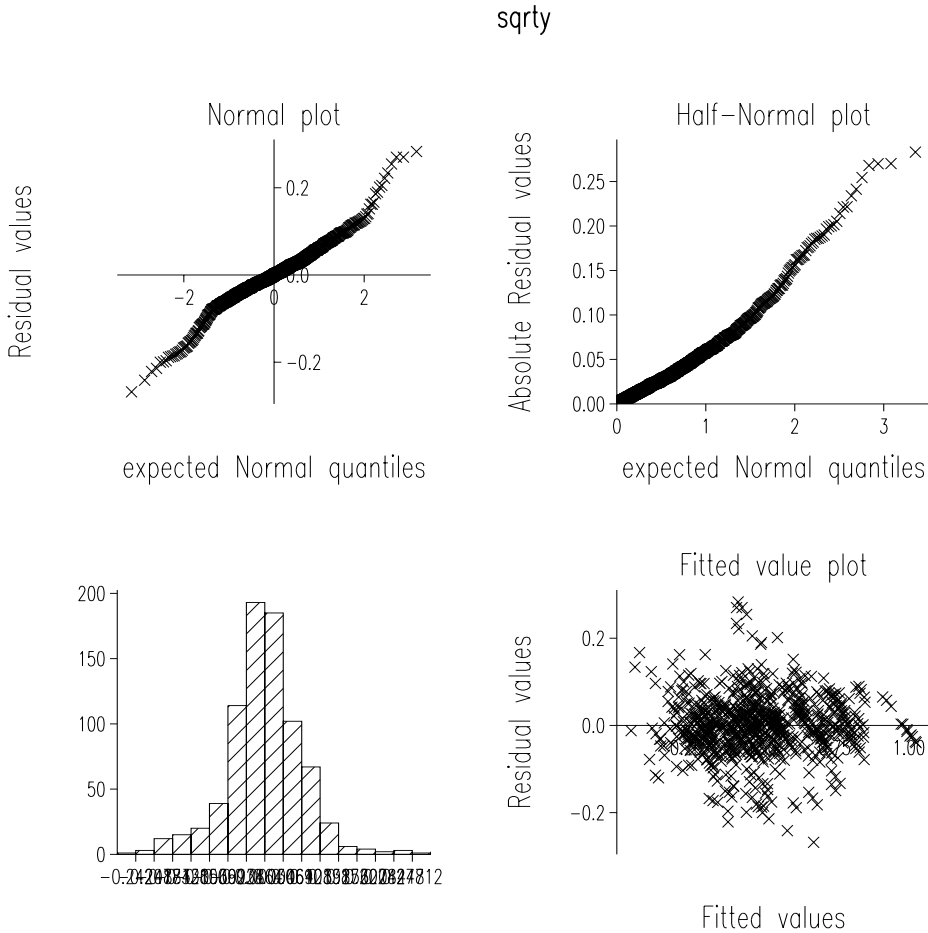 sqrty
Normal plot
Residual values
0.2
0.0
-2
0
2
-0.2
expected Normal quantiles
Half-Normal plot
Absolute Residual values
0.25
0.20
0.15
0.10
0.05
0.00
0
1
2
3
expected Normal quantiles
200
150
100
50
0
Fitted value plot
Residual values
0.2
0.0
-0.2
1.00
Fitted values